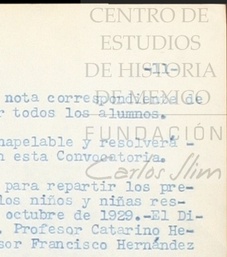 CENTRO DE
ESTUDIOS
DE HISTORIA
DE MEXICO
FUNDACIÓN
Carlos Slim
-11-
nota correspondiente de
r todos los alumnos.
napelable y resolverá -
n esta Convocatoria.
para repartir los pre-
los niños y niñas res-
octubre de 1929.-El Di-
. Profesor Catarino He-
sor Francisco Hernández